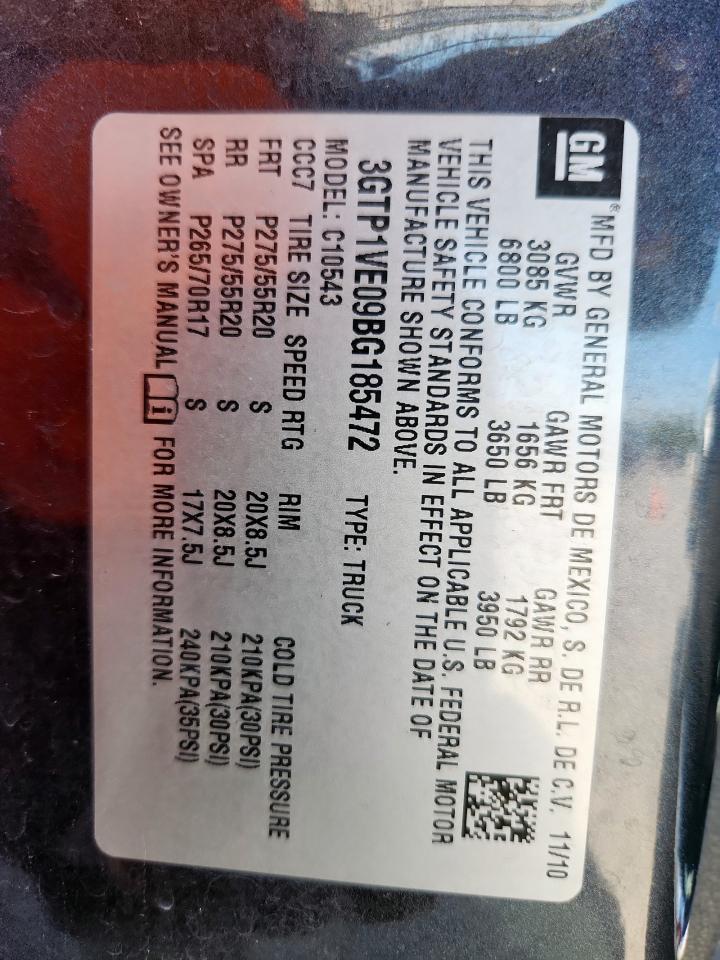 GM
® MFD BY GENERAL MOTORS DE MEXICO, S. DE R.L. DE C.V. 11/10
GVWR GAWR FRT GAWR RR
3085 KG 1656 KG 1792 KG
6800 LB 3650 LB 3950 LB
THIS VEHICLE CONFORMS TO ALL APPLICABLE U.S. FEDERAL MOTOR
VEHICLE SAFETY STANDARDS IN EFFECT ON THE DATE OF
MANUFACTURE SHOWN ABOVE.
3GTP1VE09BG185472 TYPE: TRUCK
MODEL: C10543
CCC7 TIRE SIZE SPEED RTG RIM COLD TIRE PRESSURE
FRT P275/55R20 S 20X8.5J 210KPA(30PSI)
RR P275/55R20 S 20X8.5J 210KPA(30PSI)
SPA P265/70R17 S 17X7.5J 240KPA(35PSI)
SEE OWNER'S MANUAL i FOR MORE INFORMATION.